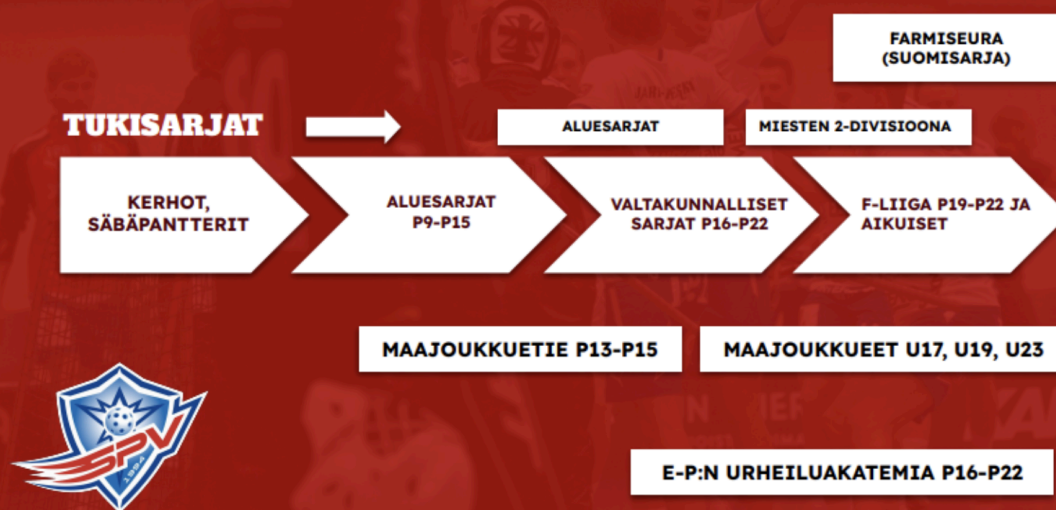 FARMISEURA
(SUOMISARJA)
TUKISARJAT
ALUESARJAT
MIESTEN 2-DIVISIOONA
KERHOT,
SÄBÄPANTTERIT
ALUESARJAT
P9-P15
VALTAKUNNALLISET
SARJAT P16-P22
F-LIIGA P19-P22 JA
AIKUISET
MAAJOUKKUETIE P13-P15
MAAJOUKKUEET U17, U19, U23
SPV
E-P:N URHEILUAKATEMIA P16-P22